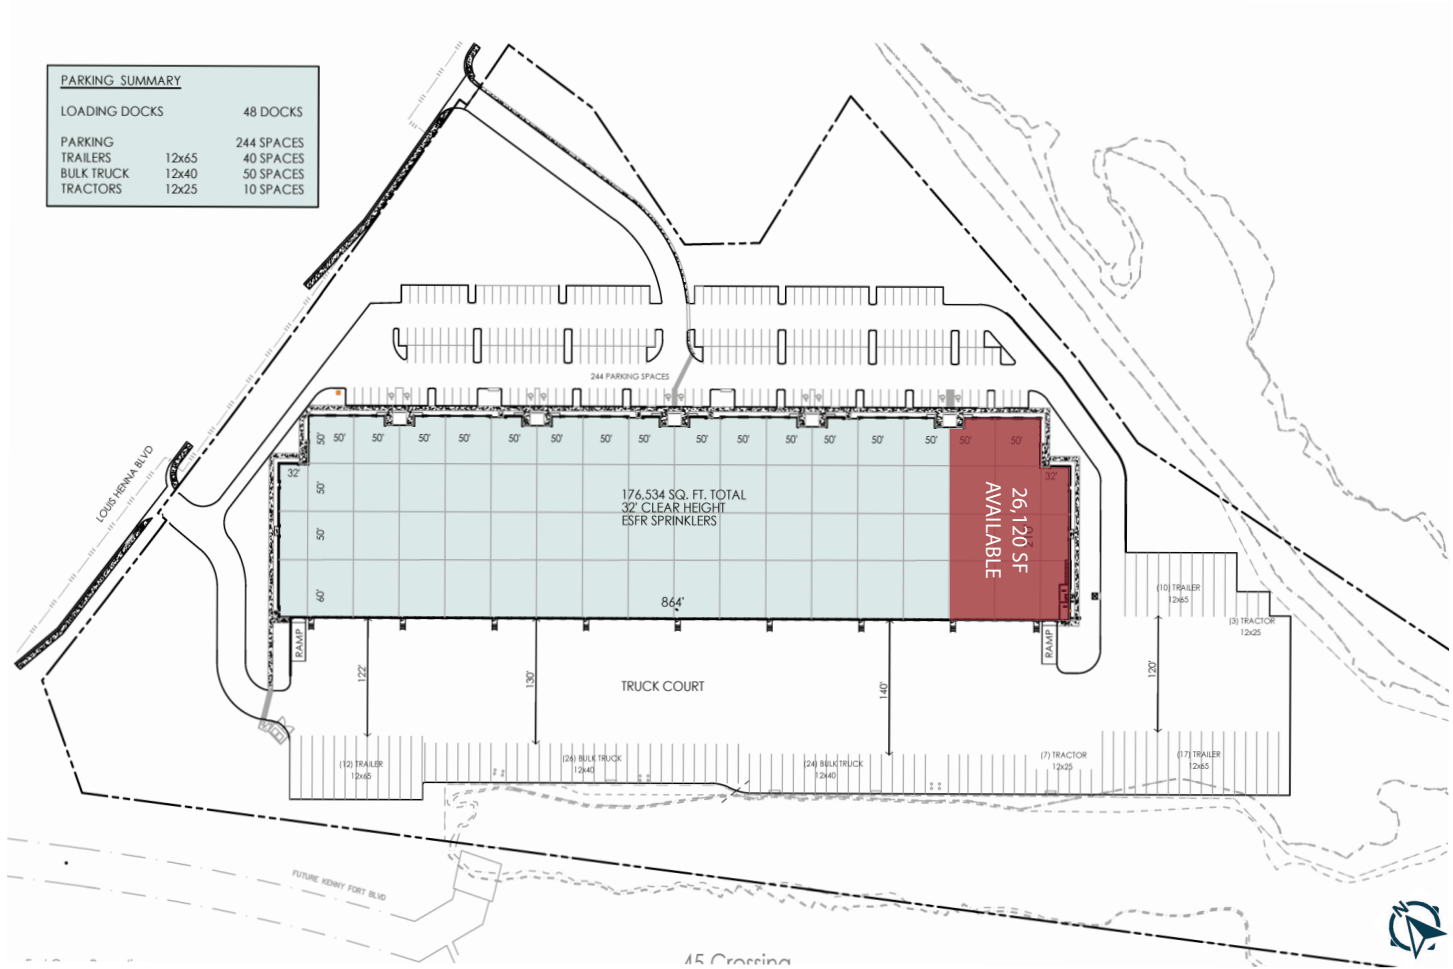 PARKING SUMMARY
LOADING DOCKS 48 DOCKS
PARKING 244 SPACES
TRAILERS 12x65 40 SPACES
BULK TRUCK 12x40 50 SPACES
TRACTORS 12x25 10 SPACES
244 PARKING SPACES
LOUIS HENNA BLVD
50' 50' 50' 50' 50' 50' 50' 50' 50' 50' 50' 50' 50' 50' 50'
32' 32'
50'
176,534 SQ. FT. TOTAL
32' CLEAR HEIGHT
ESFR SPRINKLERS
26,120 SF
AVAILABLE
50'
210
60'
864'
(10) TRAILER
12x65
(3) TRACTOR
12x25
RAMP RAMP
122' 130' 140' 120'
TRUCK COURT
(12) TRAILER
12x65
(26) BULK TRUCK
12x40
(24) BULK TRUCK
12x40
(7) TRACTOR
12x25
(17) TRAILER
12x65
FUTURE KENNY FORT BLVD
N
45 Crossing